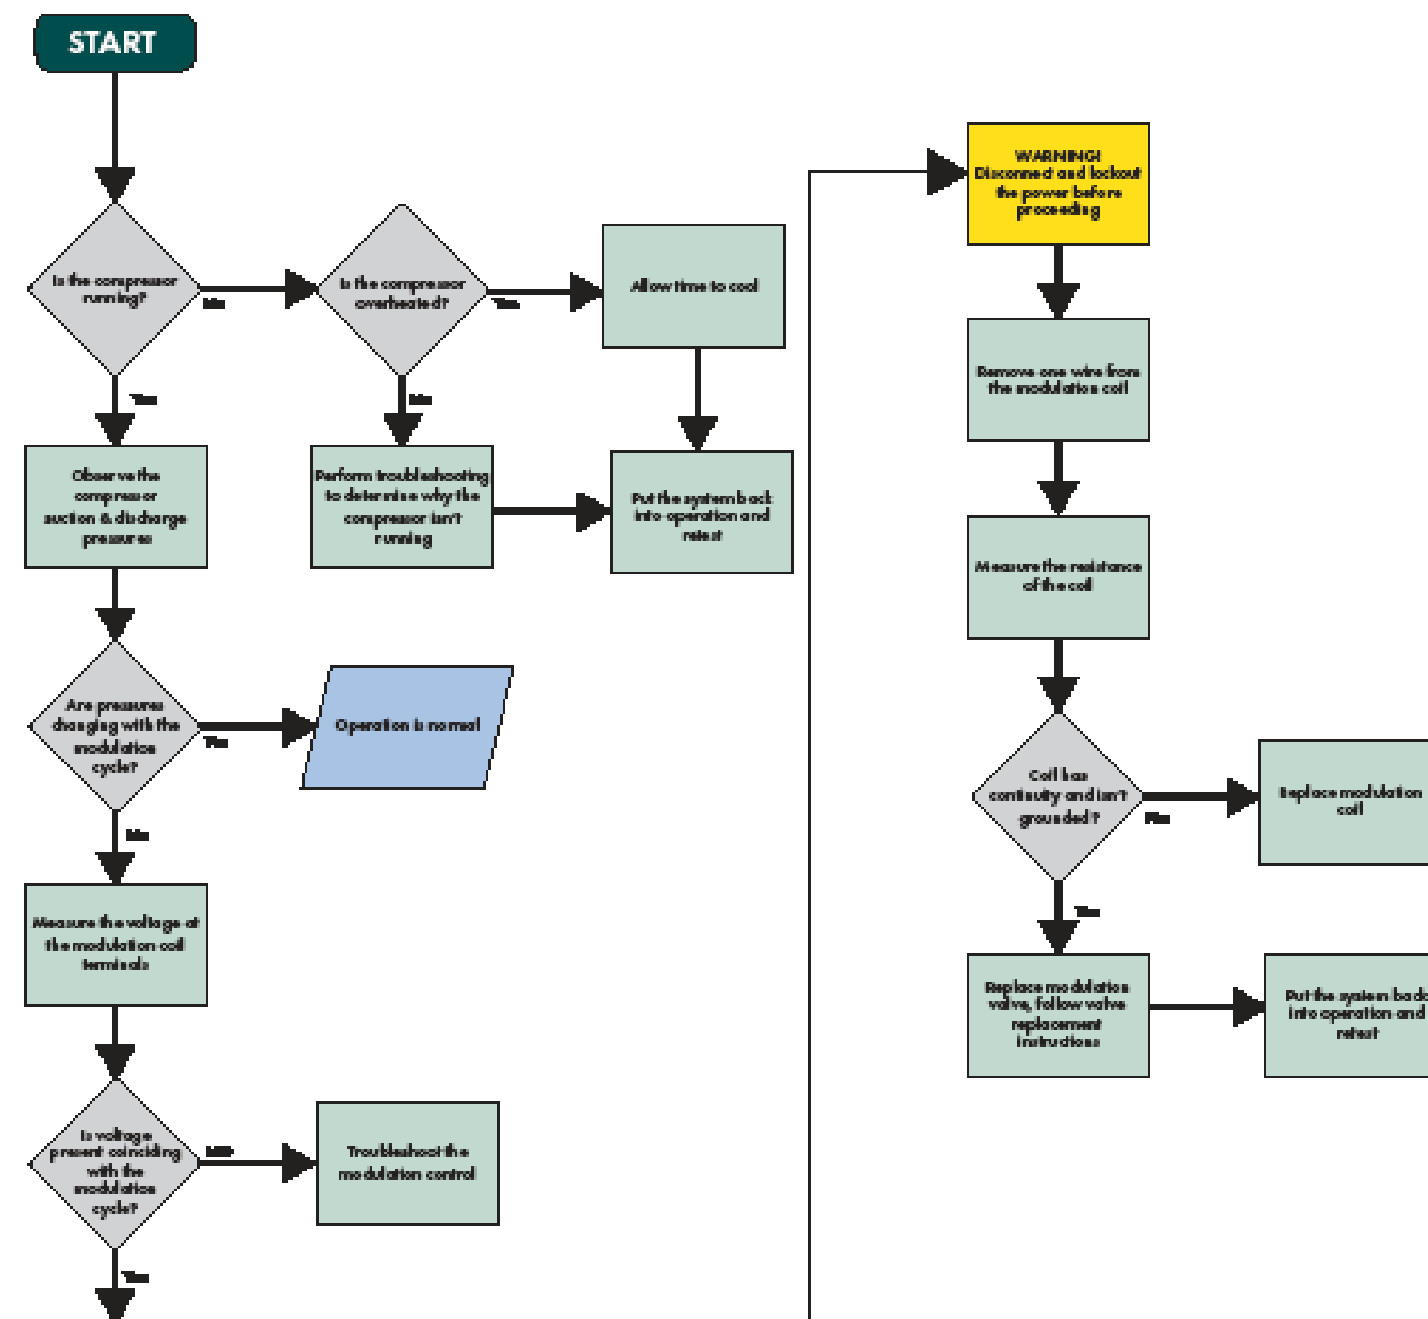 START
Is the compressor
running?
No
Is the compressor
overheated?
Yes
Allow time to cool
Yes
No
Observe the
compressor
suction & discharge
pressures
Perform troubleshooting
to determine why the
compressor isn't
running
Put the system back
into operation and
retest
Are pressures
changing with the
modulation
cycle?
Yes
Operation is normal
No
Measure the voltage at
the modulation coil
terminals
Is voltage
present coinciding
with the
modulation
cycle?
Troubleshoot the
modulation control
Yes
WARNING!
Disconnect and lockout
the power before
proceeding
Remove one wire from
the modulation coil
Measure the resistance
of the coil
Coil has
continuity and isn't
grounded?
Replace modulation
coil
Yes
Replace modulation
valve, follow valve
replacement
instructions
Put the system back
into operation and
retest